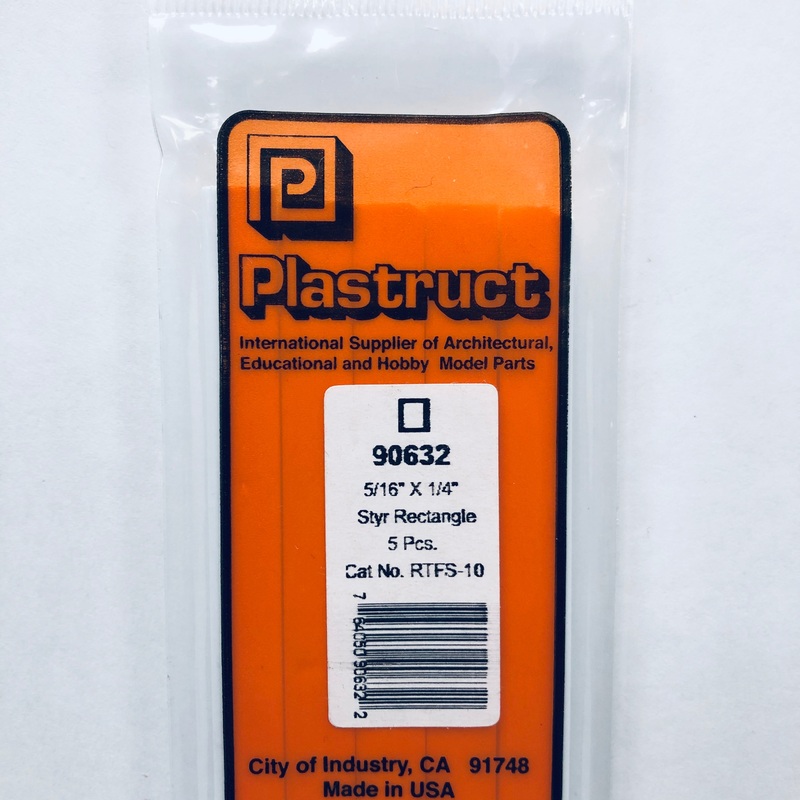 P
Plastruct
International Supplier of Architectural,
Educational and Hobby Model Parts
90632
5/16" X 1/4"
Styr Rectangle
5 Pcs.
Cat No. RTFS-10
7 64050 90632 2
City of Industry, CA 91748
Made in USA